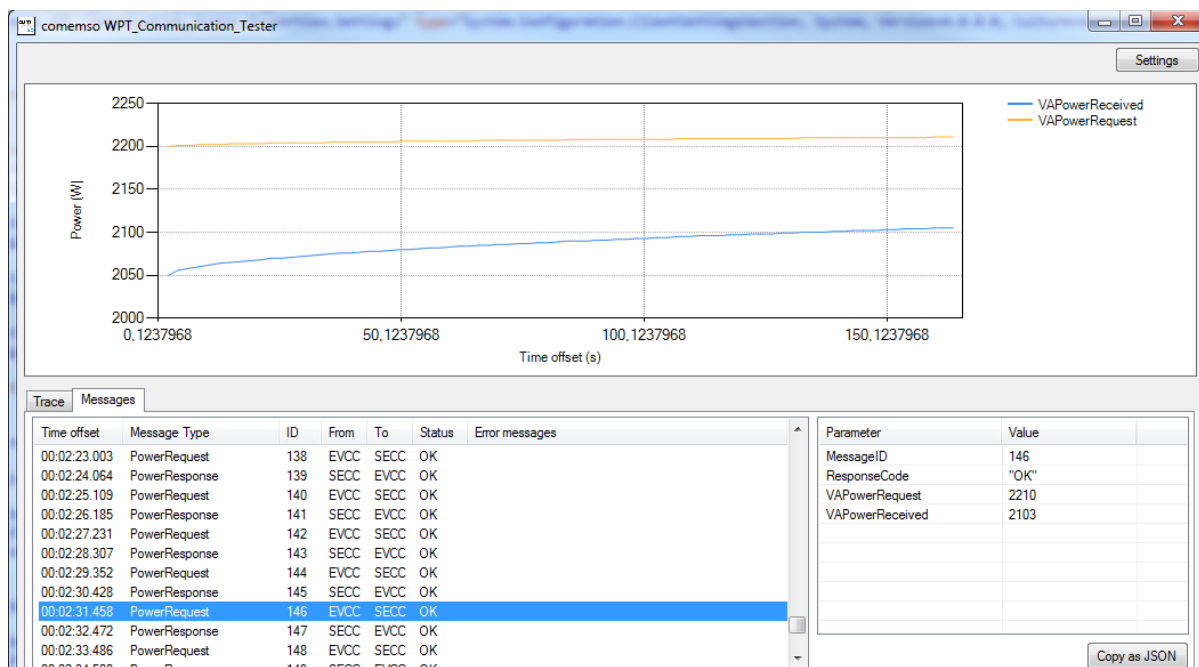 comemso WPT_Communication_Tester
Settings
2250
2200
2150
2100
2050
2000
Power (W)
0,1237968 50,1237968 100,1237968 150,1237968
Time offset (s)
VAPowerReceived
VAPowerRequest
Trace Messages
Time offset Message Type ID From To Status Error messages
00:02:23.003 PowerRequest 138 EVCC SECC OK
00:02:24.064 PowerResponse 139 SECC EVCC OK
00:02:25.109 PowerRequest 140 EVCC SECC OK
00:02:26.185 PowerResponse 141 SECC EVCC OK
00:02:27.231 PowerRequest 142 EVCC SECC OK
00:02:28.307 PowerResponse 143 SECC EVCC OK
00:02:29.352 PowerRequest 144 EVCC SECC OK
00:02:30.428 PowerResponse 145 SECC EVCC OK
00:02:31.458 PowerRequest 146 EVCC SECC OK
00:02:32.472 PowerResponse 147 SECC EVCC OK
00:02:33.486 PowerRequest 148 EVCC SECC OK
Parameter Value
MessageID 146
ResponseCode "OK"
VAPowerRequest 2210
VAPowerReceived 2103
Copy as JSON